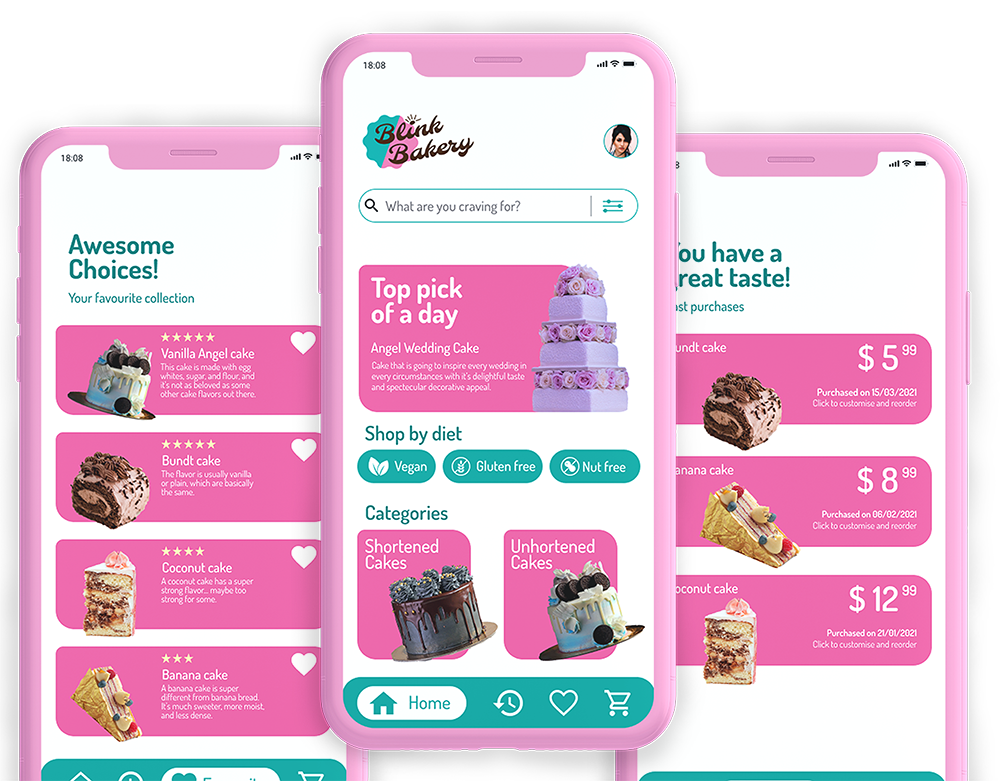 18:08
Awesome
Choices!
Your favourite collection
★★★★★
Vanilla Angel cake
This cake is made with egg
whites, sugar, and flour, and
it's not as beloved as some
other cake flavors out there.
★★★★★
Bundt cake
The flavor is usually vanilla
or plain, which are basically
the same.
★★★★
Coconut cake
A coconut cake has a super
strong flavor... maybe too
strong for some.
★★★
Banana cake
A banana cake is super
different from banana bread.
It's much sweeter, more moist,
and less dense.
18:08
Blink
Bakery
What are you craving for?
Top pick
of a day
Angel Wedding Cake
Cake that is going to inspire every wedding in
every circumstances with it's delightful taste
and spectecular decorative appeal.
Shop by diet
Vegan
Gluten free
Nut free
Categories
Shortened
Cakes
Unhortened
Cakes
Home
8
ou have a
reat taste!
ast purchases
undt cake
$ 5 99
Purchased on 15/03/2021
Click to customise and reorder
anana cake
$ 8 99
Purchased on 06/02/2021
Click to customise and reorder
oconut cake
$ 12 99
Purchased on 21/01/2021
Click to customise and reorder